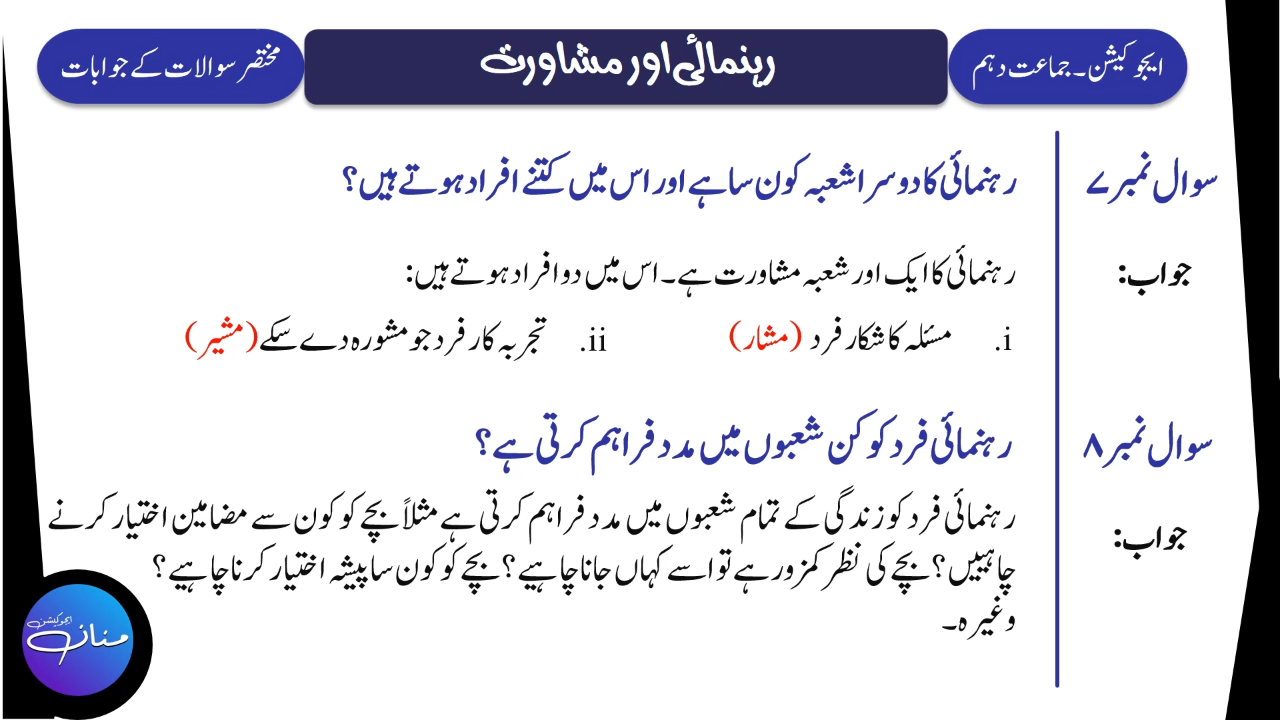 ایجوکیشن۔ جماعت دہم
رہنمائی اور مشاورت
مختصر سوالات کے جوابات
سوال نمبر ۷
رہنمائی کا دوسرا شعبہ کون سا ہے اور اس میں کتنے افراد ہوتے ہیں؟
جواب:
رہنمائی کا ایک اور شعبہ مشاورت ہے۔ اس میں دو افراد ہوتے ہیں:
i. مسئلہ کا شکار فرد (مشار) ii. تجربہ کار فرد جو مشورہ دے سکے (مشیر)
سوال نمبر ۸
رہنمائی فرد کو کن شعبوں میں مدد فراہم کرتی ہے؟
جواب:
رہنمائی فرد کو زندگی کے تمام شعبوں میں مدد فراہم کرتی ہے مثلاً بچے کو کون سے مضامین اختیار کرنے
چاہییں؟ بچے کی نظر کمزور ہے تو اسے کہاں جانا چاہیے؟ بچے کو کون سا پیشہ اختیار کرنا چاہیے؟
وغیرہ۔
ایجوکیشن
منان